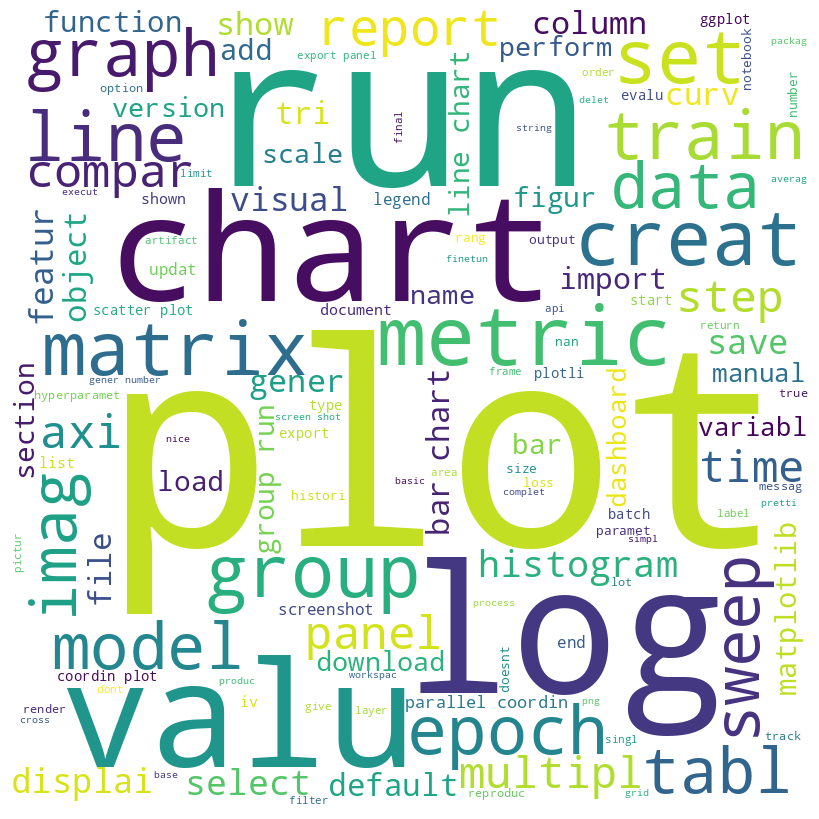 function
show
report
column
ggplot
graph
add
export panel
perform
set
packag
option
run
order
notebook
version
tri
line chart
evalu
curv
delet
number
line
final
string
train
compar
scale
limit
execut
shown
visual
legend
figur
data
averag
chart
creat
featur
object
artifact
updat
rang
output
finetun
import
step
name
scatter plot
document
api
start
matrix
metric
nan
return
save
gener number
gener
frame
plotli
manual
hyperparamet
section
type
screen shot
export
bar chart
dashboard
true
axi
nice
group run
plot
bar
variabl
list
load
basic
area
size
loss
time
imag
histori
complet
messag
pretti
file
batch
paramet
simpl
label
pictur
group
log
histogram
lot
sweep
matplotlib
screenshot
process
model
panel
end
download
doesnt
coordin plot
workspac
dont
produc
valu
iv
give
layer
parallel coordin
png
render
cross
epoch
singl
track
displai
base
select
default
multipl
tabl
filter
reproduc
grid